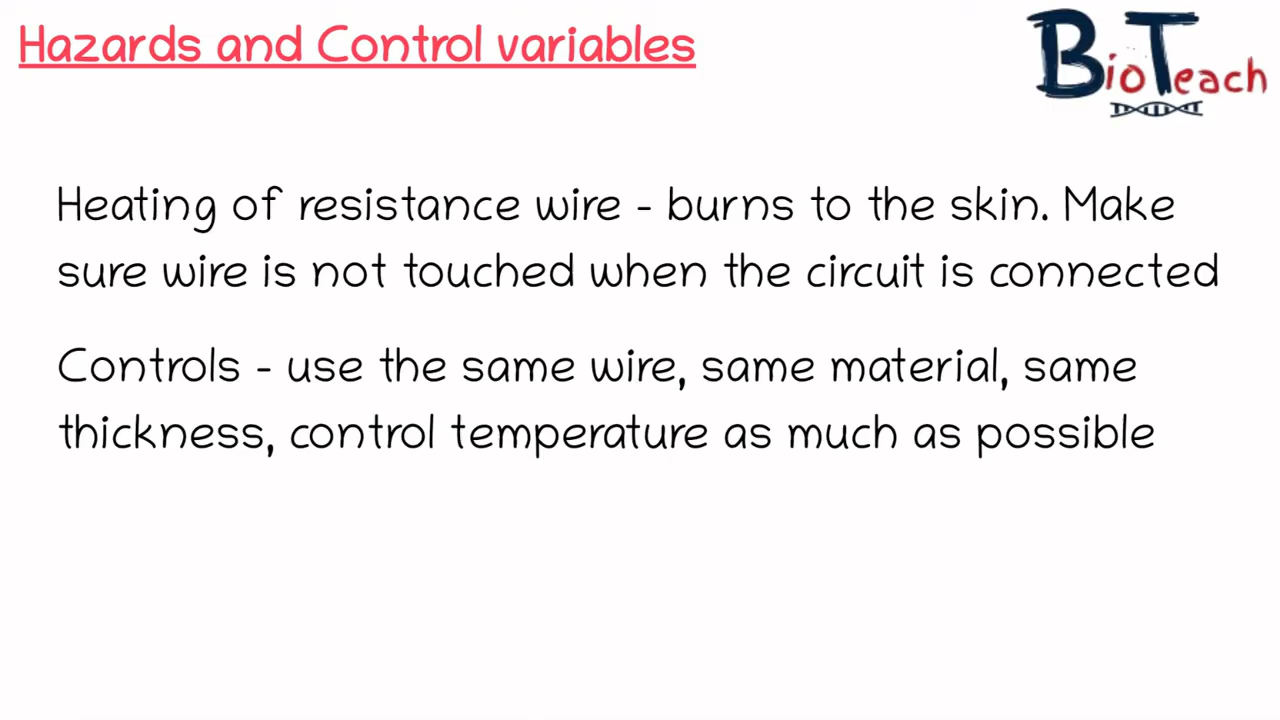 Hazards and Control variables
BioTeach
Heating of resistance wire - burns to the skin. Make
sure wire is not touched when the circuit is connected
Controls - use the same wire, same material, same
thickness, control temperature as much as possible